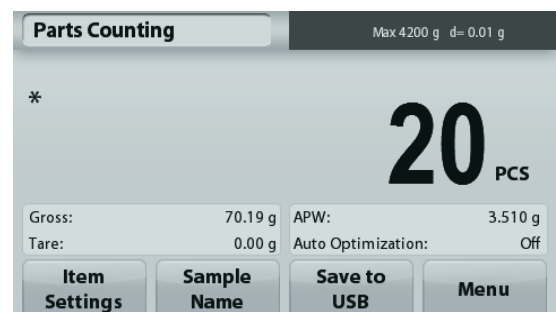 Parts Counting
Max 4200 g d= 0.01 g
*
20 PCS
Gross: 70.19 g APW: 3.510 g
Tare: 0.00 g Auto Optimization: Off
Item Settings
Sample Name
Save to USB
Menu